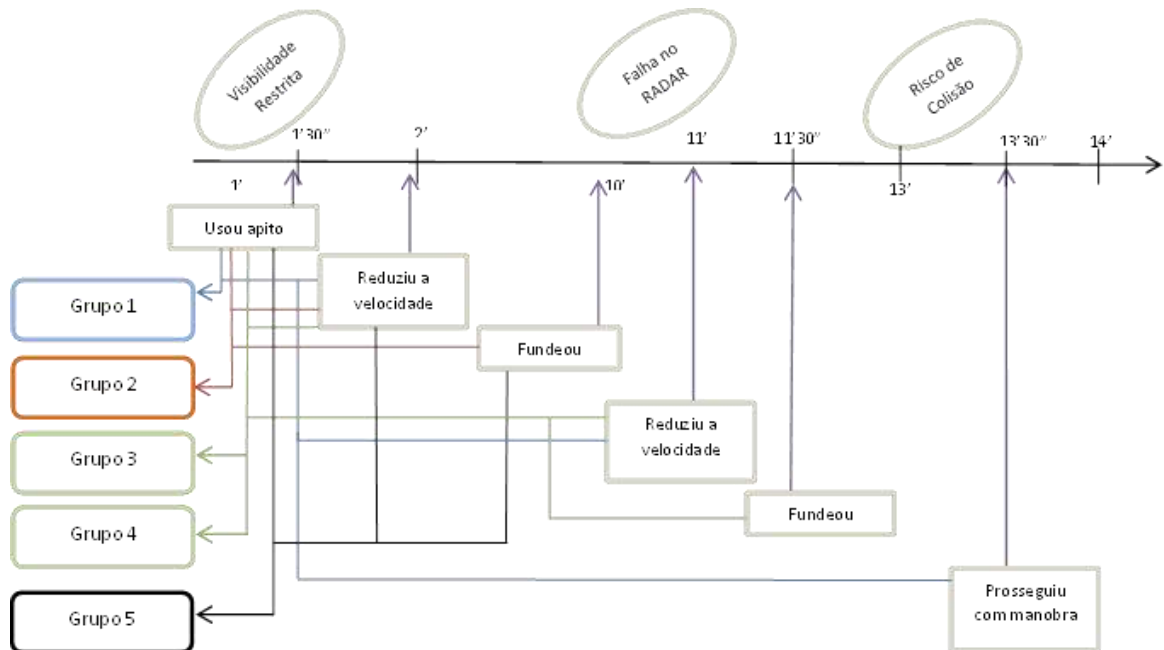 Visibilidade
Restrita
Falha no
RADAR
Risco de
Colisão
1'30"
2'
11'
11'30"
13'30"
14'
1'
10'
13'
Usou apito
Reduziu a
velocidade
Grupo 1
Fundeou
Grupo 2
Reduziu a
velocidade
Grupo 3
Fundeou
Grupo 4
Prosseguiu
com manobra
Grupo 5